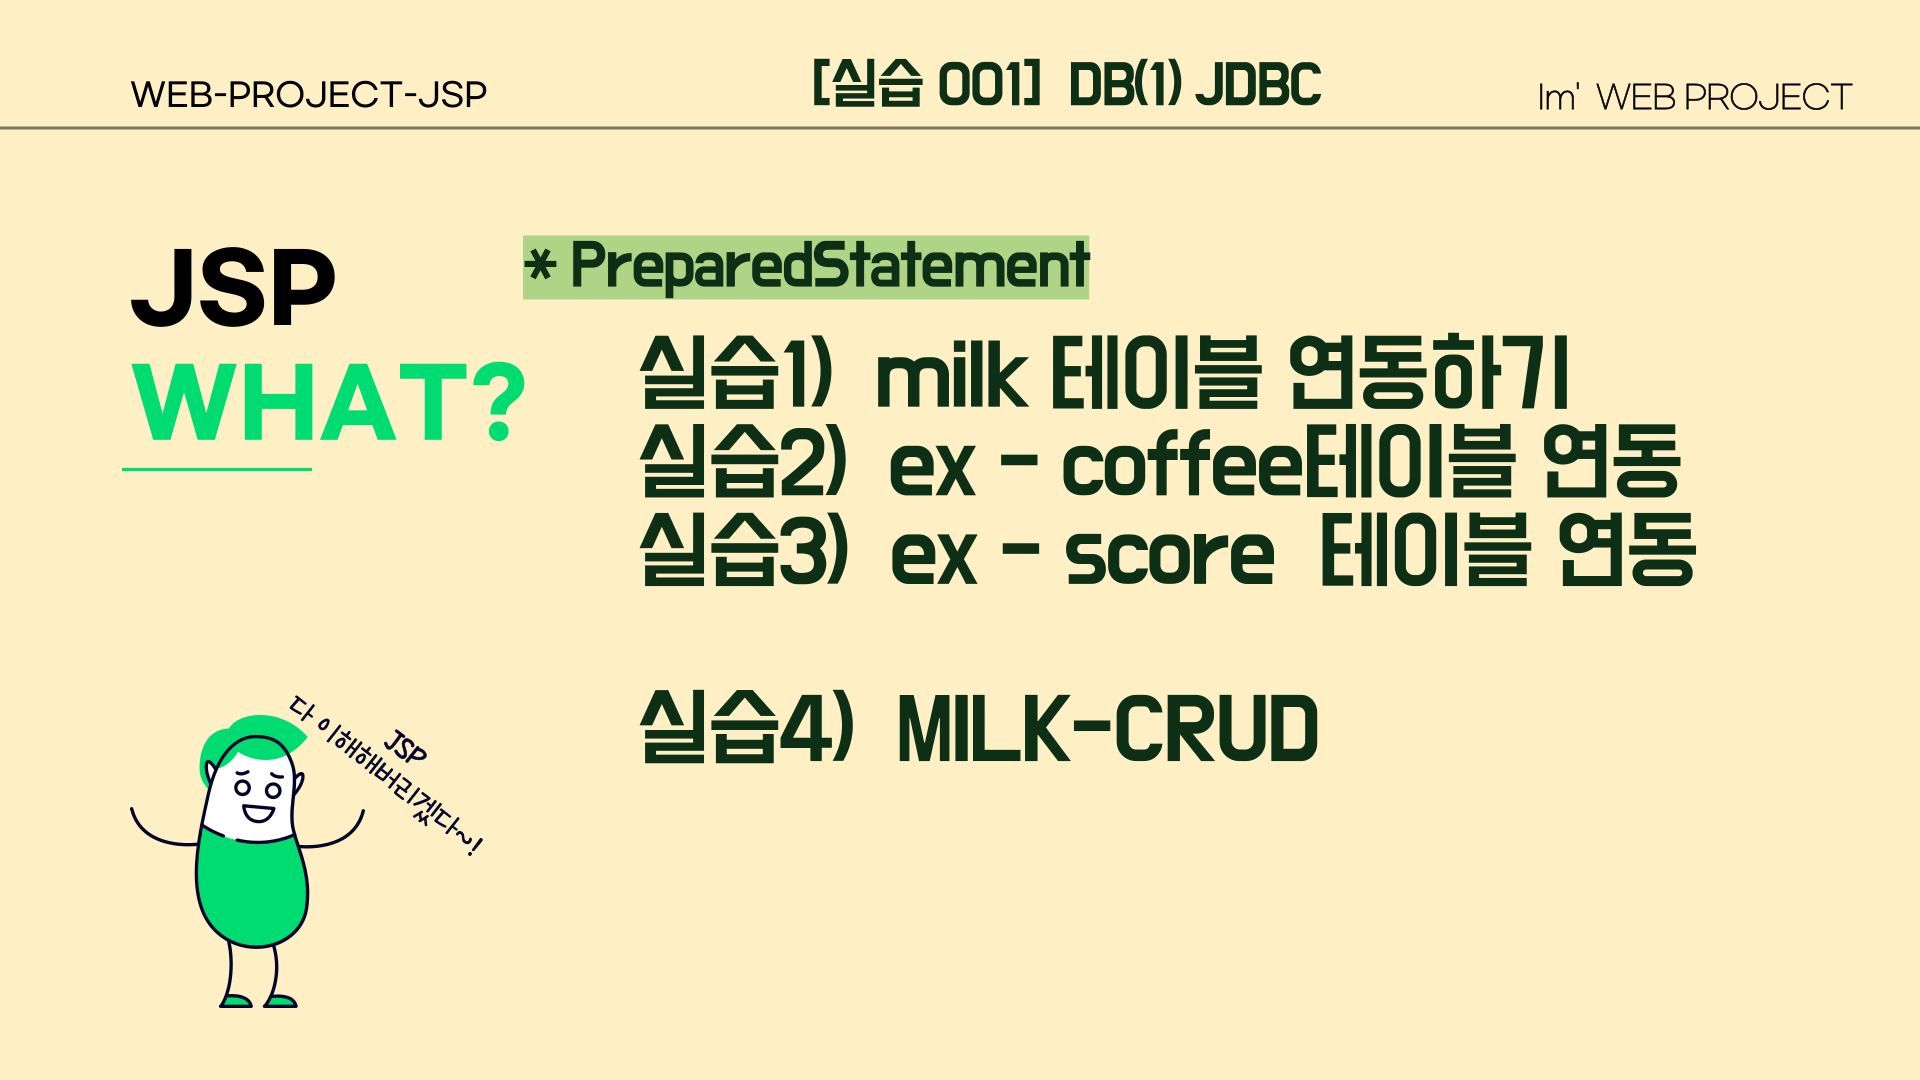 WEB-PROJECT-JSP
[실습 001] DB(1) JDBC
Im' WEB PROJECT
JSP
WHAT?
* PreparedStatement
실습1) milk 테이블 연동하기
실습2) ex - coffee테이블 연동
실습3) ex - score 테이블 연동
실습4) MILK-CRUD
JSP
다 이해해버리겠다~!